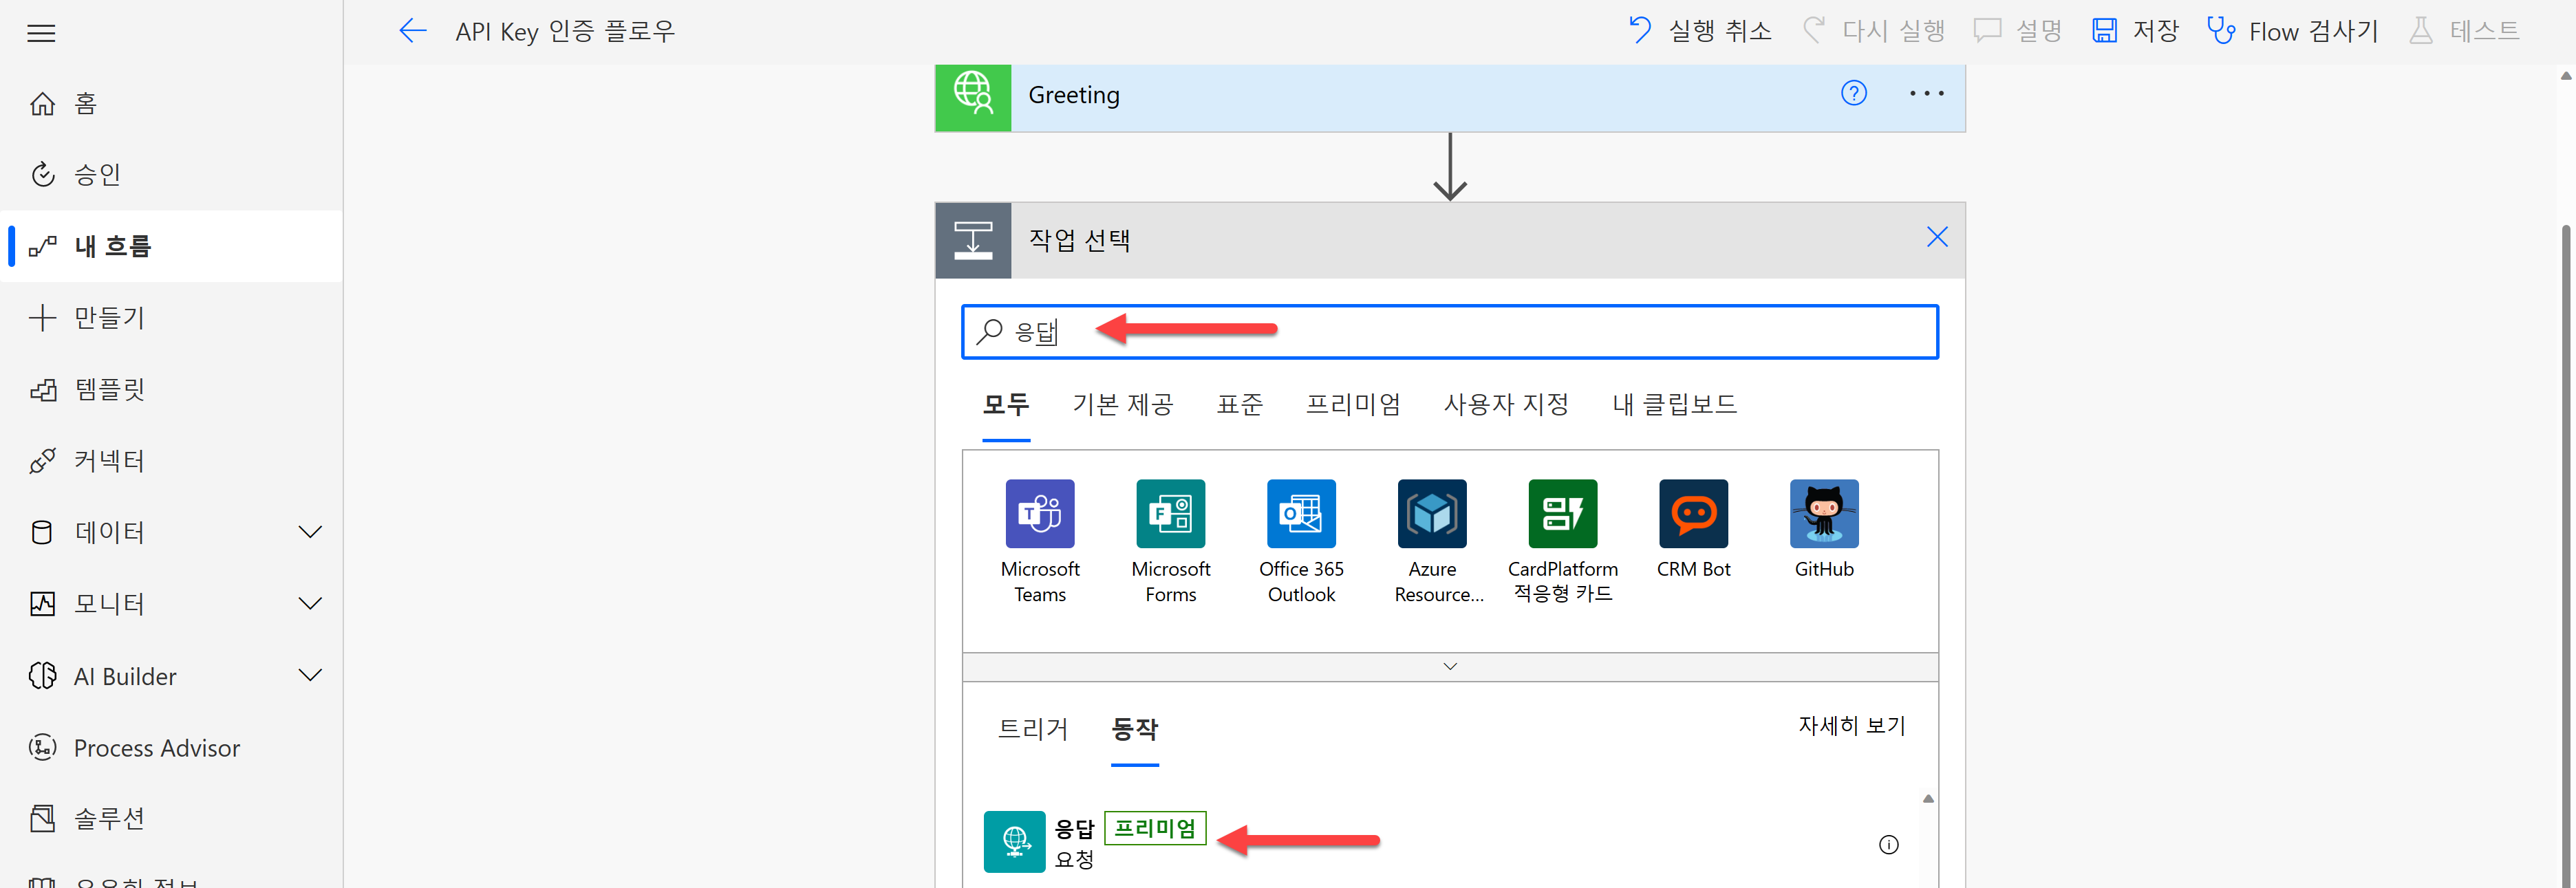 API Key 인증 플로우
실행 취소
다시 실행
설명
저장
Flow 검사기
테스트
홈
승인
내 흐름
만들기
템플릿
커넥터
데이터
모니터
AI Builder
Process Advisor
솔루션
Greeting
?
작업 선택
응답
모두
기본 제공
표준
프리미엄
사용자 지정
내 클립보드
Microsoft
Teams
Microsoft
Forms
Office 365
Outlook
Azure
Resource...
CardPlatform
적응형 카드
CRM Bot
GitHub
트리거
동작
자세히 보기
응답 프리미엄
요청